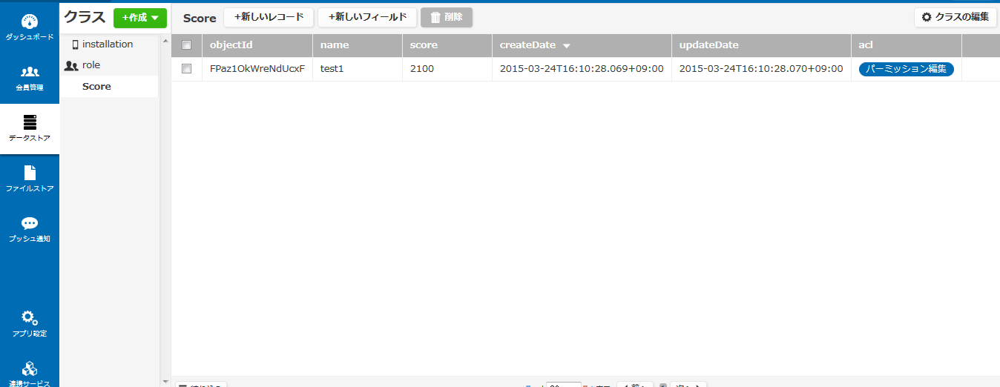 ダッシュボード
会員管理
データストア
ファイルストア
プッシュ通知
アプリ設定
連携サービス
クラス
+作成
installation
role
Score
Score
+新しいレコード
+新しいフィールド
削除
クラスの編集
objectId name score createDate updateDate acl
FPaz1OkWreNdUcxF test1 2100 2015-03-24T16:10:28.069+09:00 2015-03-24T16:10:28.070+09:00 パーミッション編集